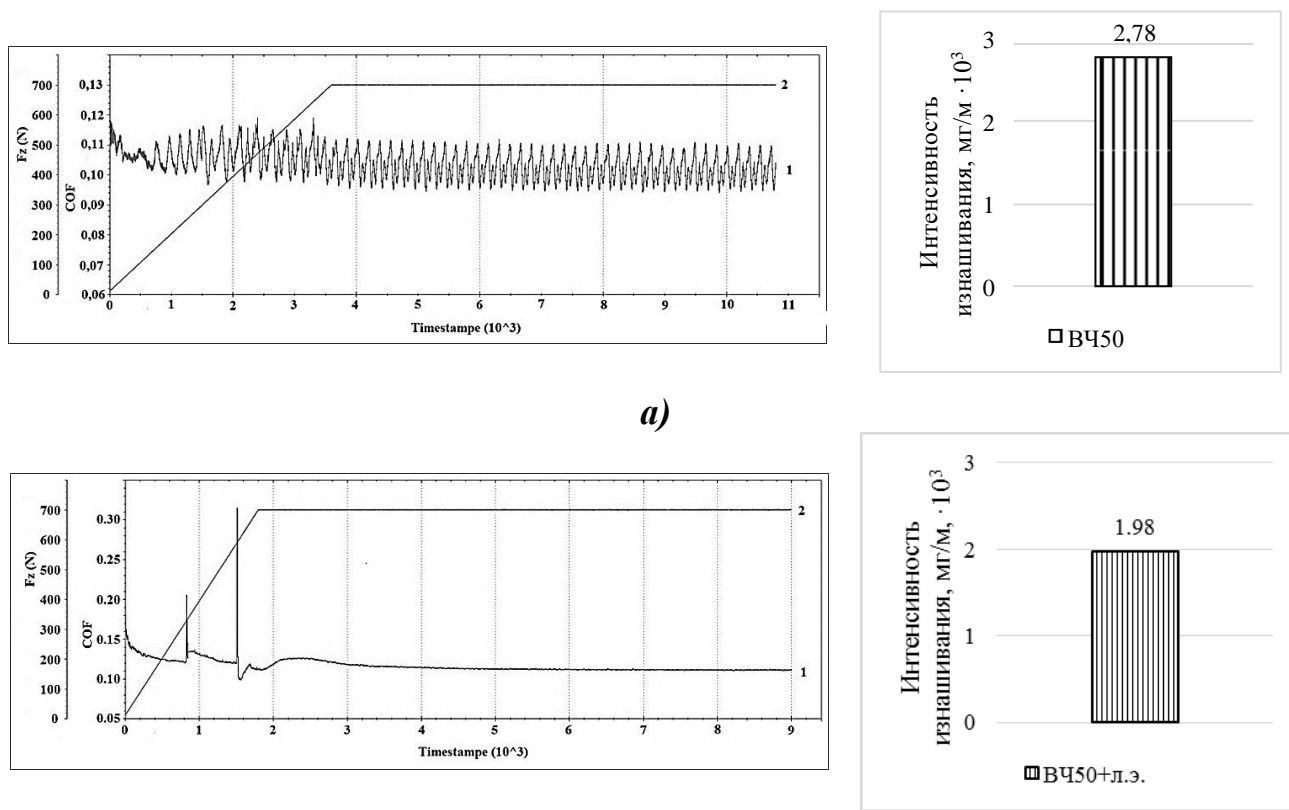 700
600
500
400
300
200
100
0
Fz (N)
0,13
0,12
0,11
0,10
0,09
0,08
0,07
0,06
COF
2
1
0 1 2 3 4 5 6 7 8 9 10 11
Timestampe (10^3)
Интенсивность
изнашивания, мг/м ·10³
3
2
1
0
2,78
ВЧ50
а)
700
600
500
400
300
200
100
0
Fz (N)
0.30
0.25
0.20
0.15
0.10
0.05
COF
2
1
0 1 2 3 4 5 6 7 8 9
Timestampe (10^3)
Интенсивность
изнашивания, мг/м, ·10³
3
2
1
0
1.98
ВЧ50+л.э.